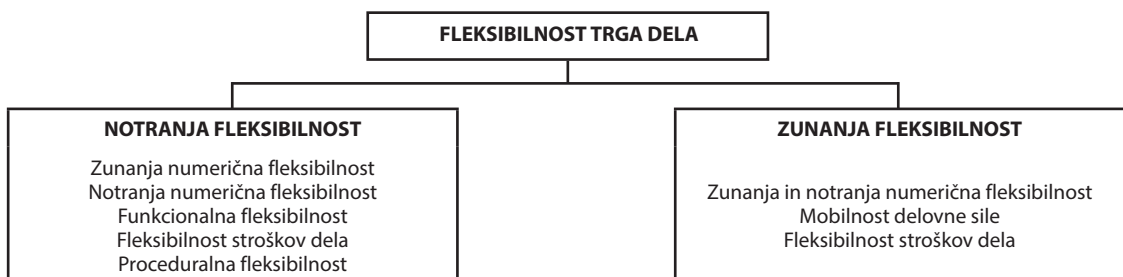 FLEKSIBILNOST TRGA DELA
NOTRANJA FLEKSIBILNOST
Zunanja numerična fleksibilnost
Notranja numerična fleksibilnost
Funkcionalna fleksibilnost
Fleksibilnost stroškov dela
Proceduralna fleksibilnost
ZUNANJA FLEKSIBILNOST
Zunanja in notranja numerična fleksibilnost
Mobilnost delovne sile
Fleksibilnost stroškov dela